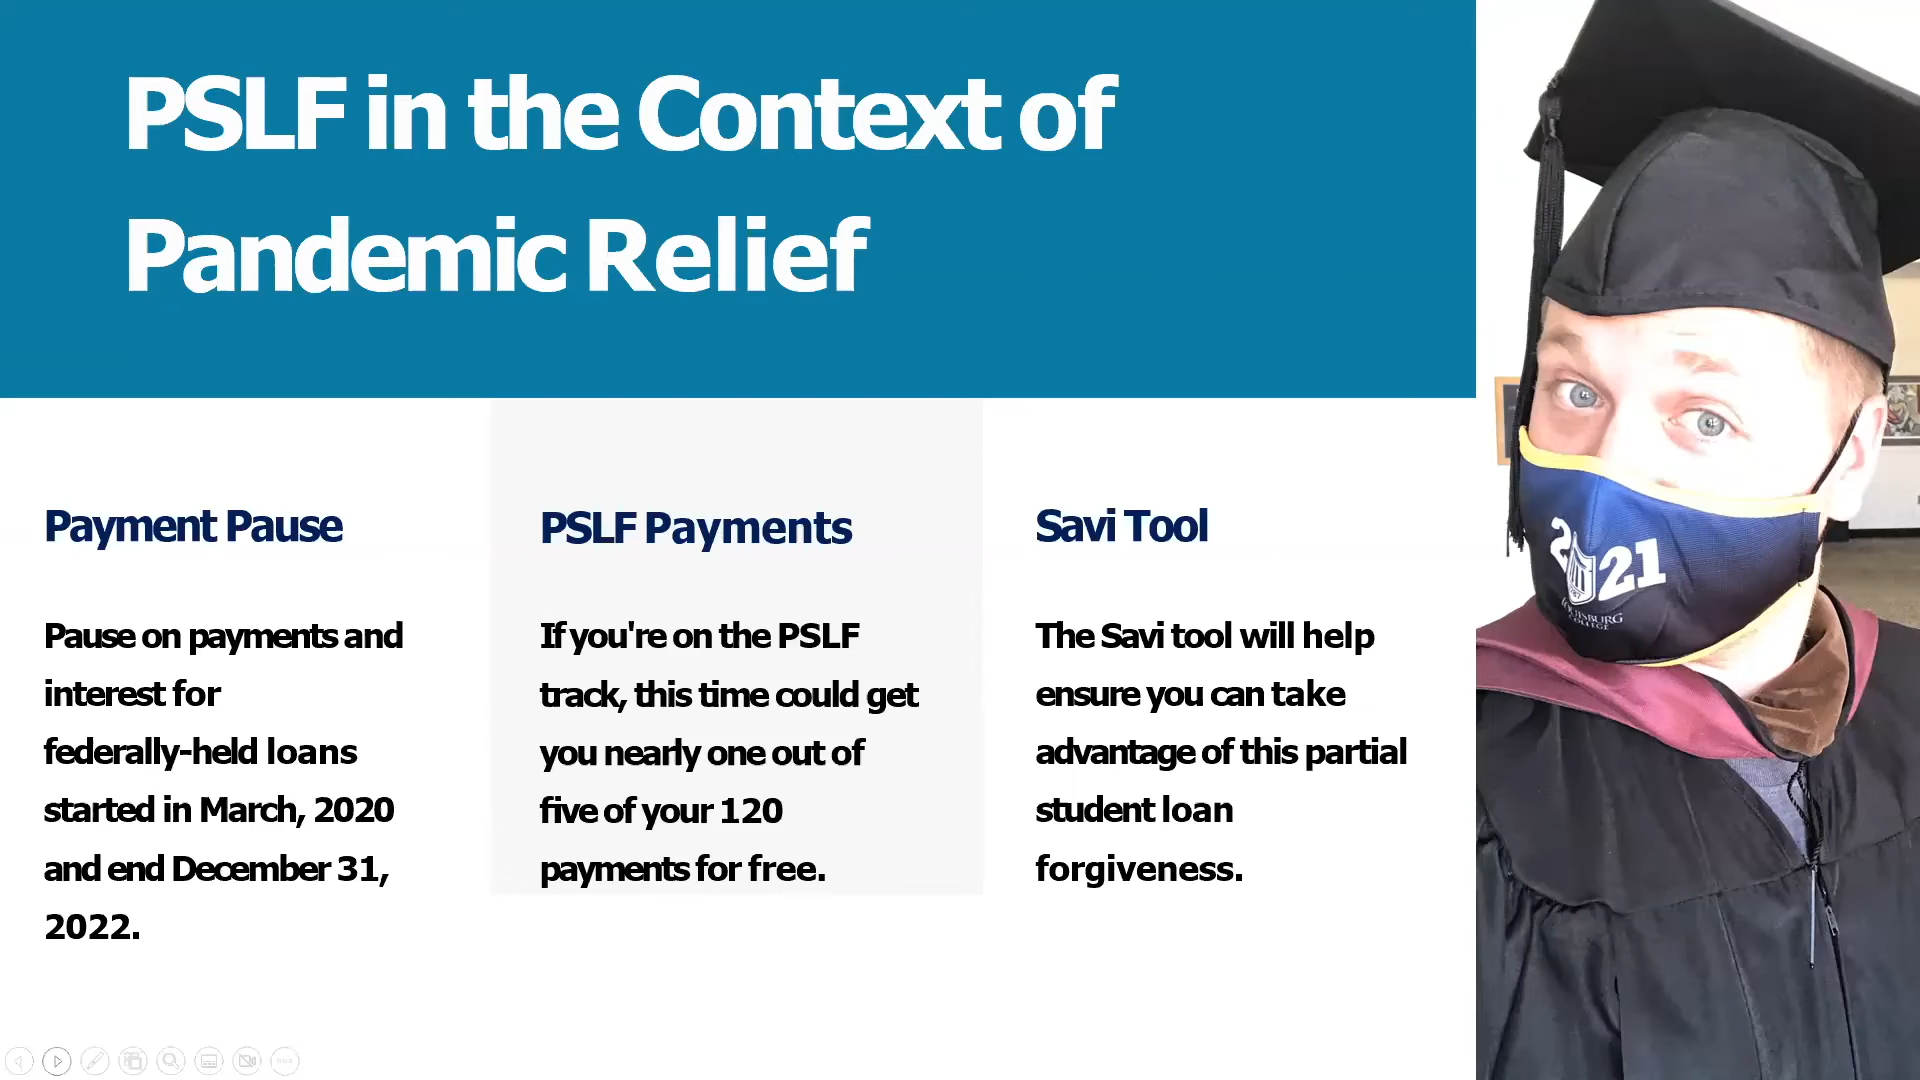 PSLF in the Context of
Pandemic Relief
Payment Pause
Pause on payments and
interest for
federally-held loans
started in March, 2020
and end December 31,
2022.
PSLF Payments
If you're on the PSLF
track, this time could get
you nearly one out of
five of your 120
payments for free.
Savi Tool
The Savi tool will help
ensure you can take
advantage of this partial
student loan
forgiveness.
2021
LOUISBURG
COLLEGE